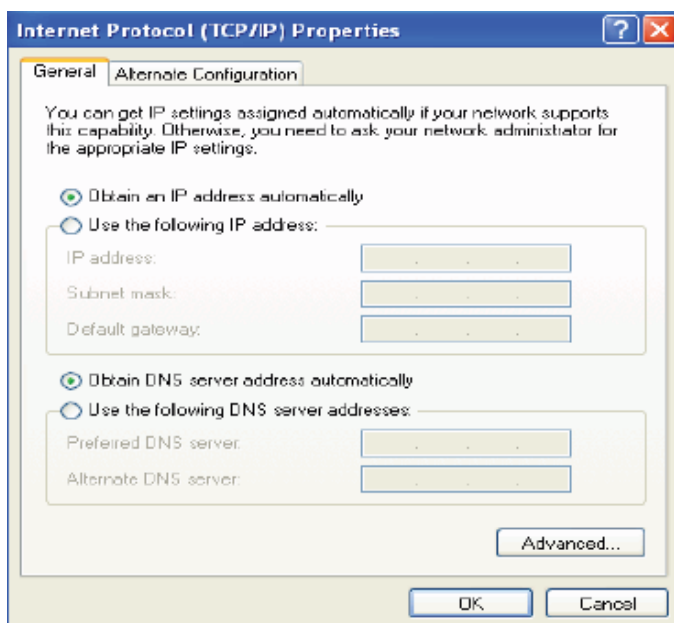 Internet Protocol (TCP/IP) Properties
General
Alternate Configuration
You can get IP settings assigned automatically if your network supports
this capability. Otherwise, you need to ask your network administrator for
the appropriate IP settings.
Obtain an IP address automatically
Use the following IP address:
IP address:
Subnet mask:
Default gateway:
Obtain DNS server address automatically
Use the following DNS server addresses:
Preferred DNS server:
Alternate DNS server:
Advanced...
OK
Cancel